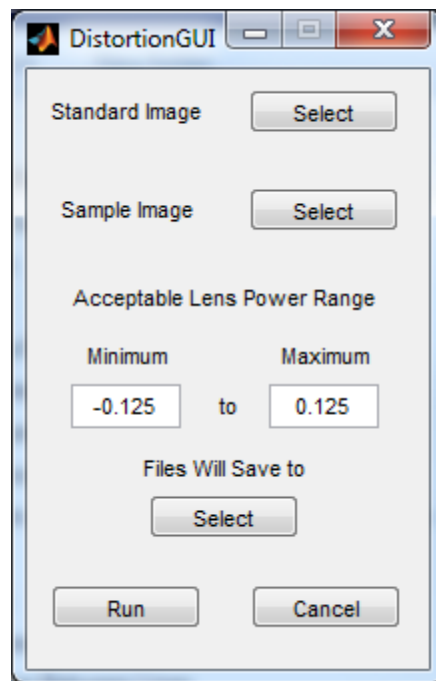 DistortionGUI
Standard Image Select
Sample Image Select
Acceptable Lens Power Range
Minimum Maximum
-0.125 to 0.125
Files Will Save to
Select
Run Cancel